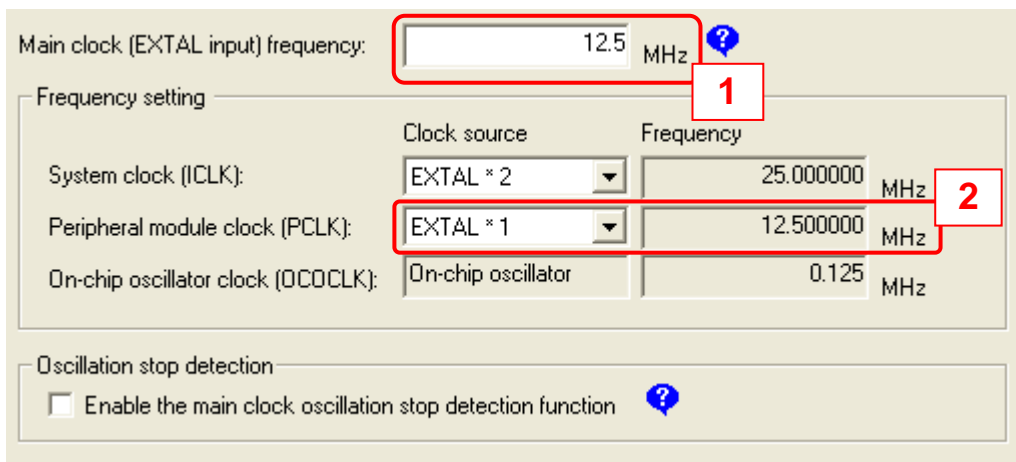 Main clock (EXTAL input) frequency: 12.5 MHz ?
1
Frequency setting
Clock source Frequency
System clock (ICLK): EXTAL * 2 25.000000 MHz
2
Peripheral module clock (PCLK): EXTAL * 1 12.500000 MHz
On-chip oscillator clock (OCOCLK): On-chip oscillator 0.125 MHz
Oscillation stop detection
Enable the main clock oscillation stop detection function ?